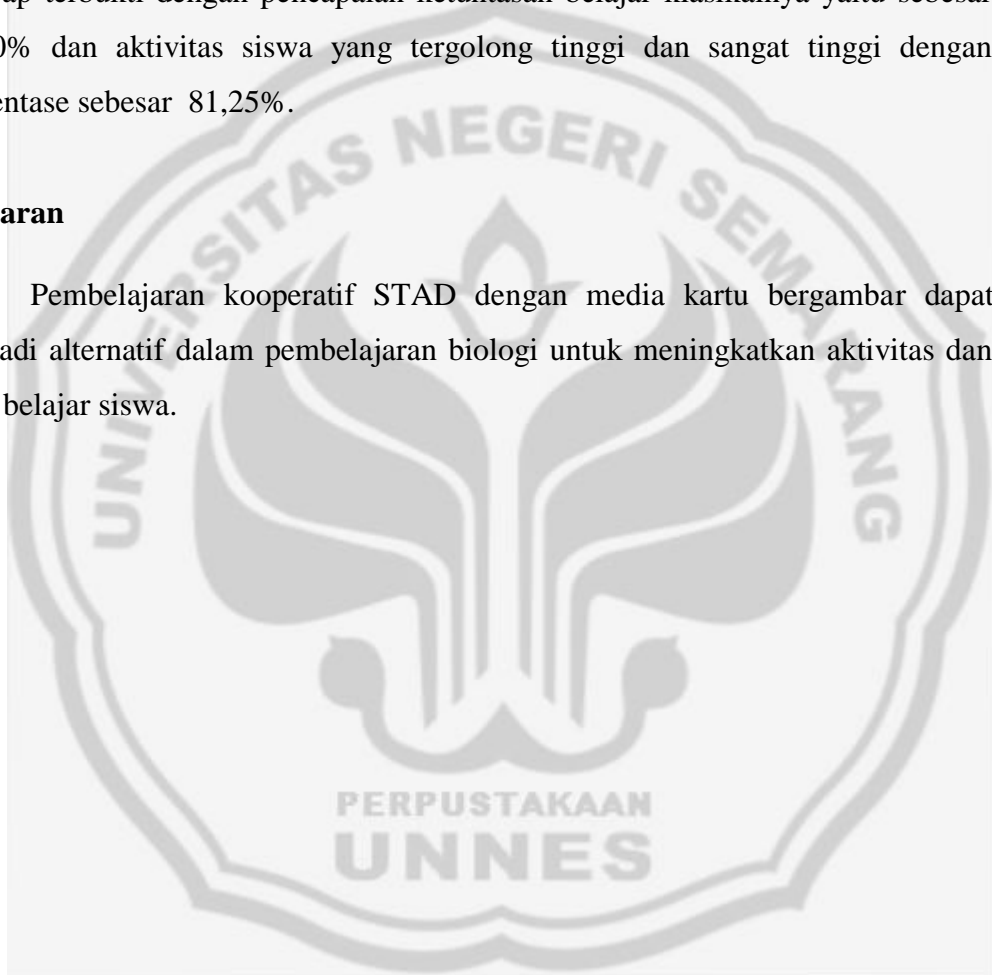 terbukti dengan pencapaian ketuntasan belajar klasikalnya yaitu sebesar
0% dan aktivitas siswa yang tergolong tinggi dan sangat tinggi dengan
entase sebesar 81,25%.
aran
Pembelajaran kooperatif STAD dengan media kartu bergambar dapat
adi alternatif dalam pembelajaran biologi untuk meningkatkan aktivitas dan
belajar siswa.
UNIVERSITAS NEGERI SEMARANG
PERPUSTAKAAN
UNNES